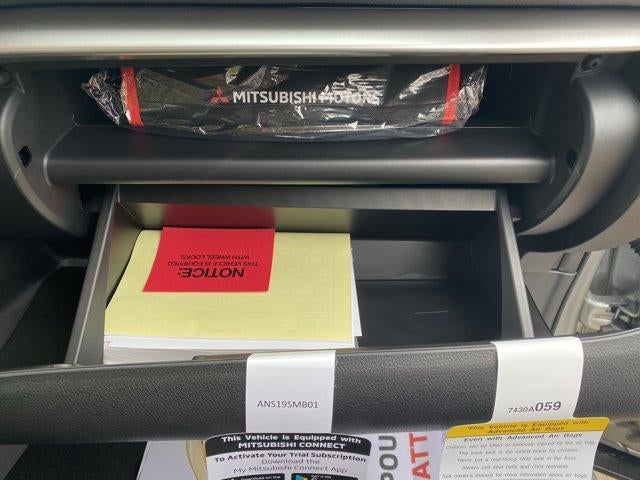 MITSUBISHI MOTORS
NOTICE:
THIS VEHICLE IS EQUIPPED
WITH WHEEL LOCKS.
ANS19SMB01
7430A059
This Vehicle is Equipped with
MITSUBISHI CONNECT
To Activate Your Trial Subscription
Download the
My Mitsubishi Connect App
POU
ATT
This Vehicle is Equipped with
Advanced Air Bags
Even with Advanced Air Bags
Children can be killed or seriously injured by the air bag.
The back seat is the safest place for children.
Never put a rear-facing child seat in the front.
Always use seat belts and child restraints.
See owner's manual for more information about air bags.